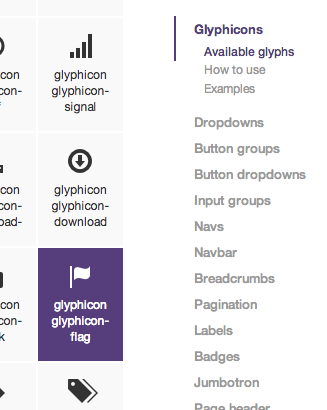 con
con-
f
glyphicon
glyphicon-
signal
con
con-
oad-
glyphicon
glyphicon-
download
con
con-
k
glyphicon
glyphicon-
flag
Glyphicons
Available glyphs
How to use
Examples
Dropdowns
Button groups
Button dropdowns
Input groups
Navs
Navbar
Breadcrumbs
Pagination
Labels
Badges
Jumbotron
Page header